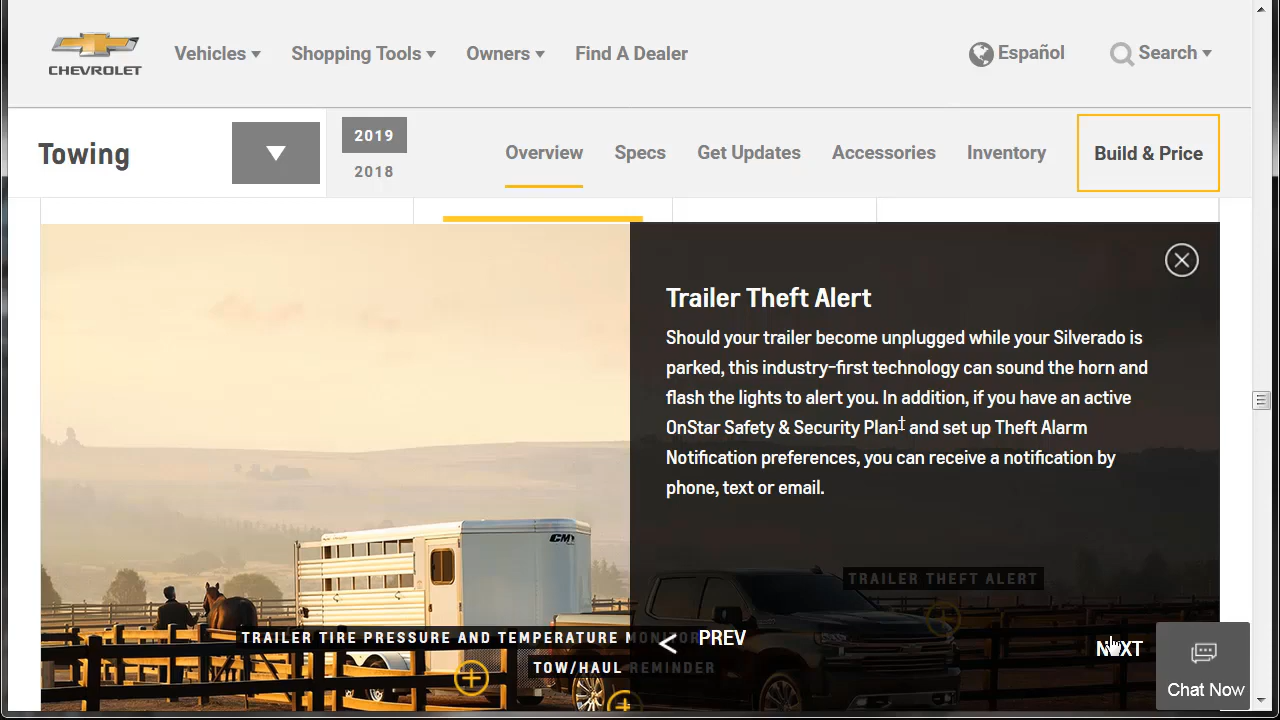 CHEVROLET
Vehicles
Shopping Tools
Owners
Find A Dealer
Español
Search
Towing
2019
2018
Overview
Specs
Get Updates
Accessories
Inventory
Build & Price
Trailer Theft Alert
Should your trailer become unplugged while your Silverado is
parked, this industry-first technology can sound the horn and
flash the lights to alert you. In addition, if you have an active
OnStar Safety & Security Plan‡ and set up Theft Alarm
Notification preferences, you can receive a notification by
phone, text or email.
CM
TRAILER THEFT ALERT
TRAILER TIRE PRESSURE AND TEMPERATURE MONITOR
PREV
NEXT
TOW/HAUL REMINDER
Chat Now